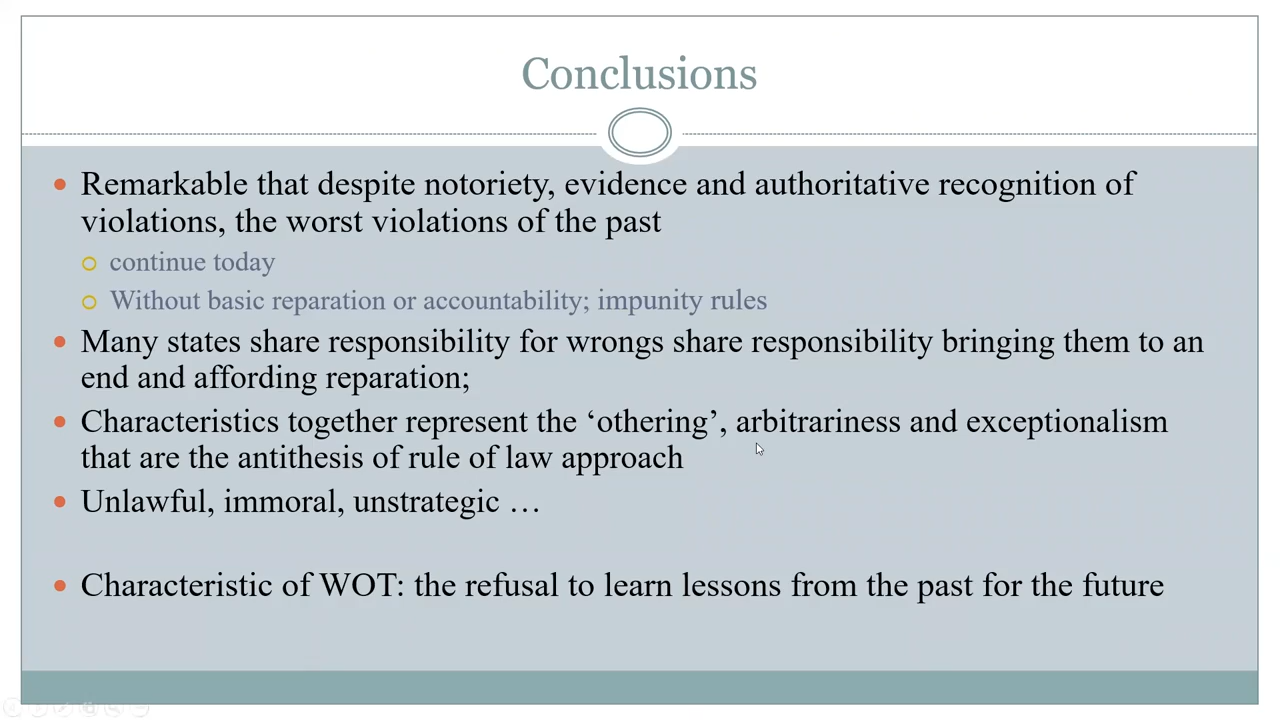 Conclusions
Remarkable that despite notoriety, evidence and authoritative recognition of
violations, the worst violations of the past
continue today
Without basic reparation or accountability; impunity rules
Many states share responsibility for wrongs share responsibility bringing them to an
end and affording reparation;
Characteristics together represent the ‘othering’, arbitrariness and exceptionalism
that are the antithesis of rule of law approach
Unlawful, immoral, unstrategic …
Characteristic of WOT: the refusal to learn lessons from the past for the future